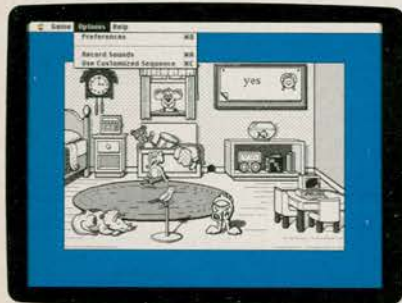 Game Options Help
Preferences
Record Sounds
Use Customized Sequence
yes